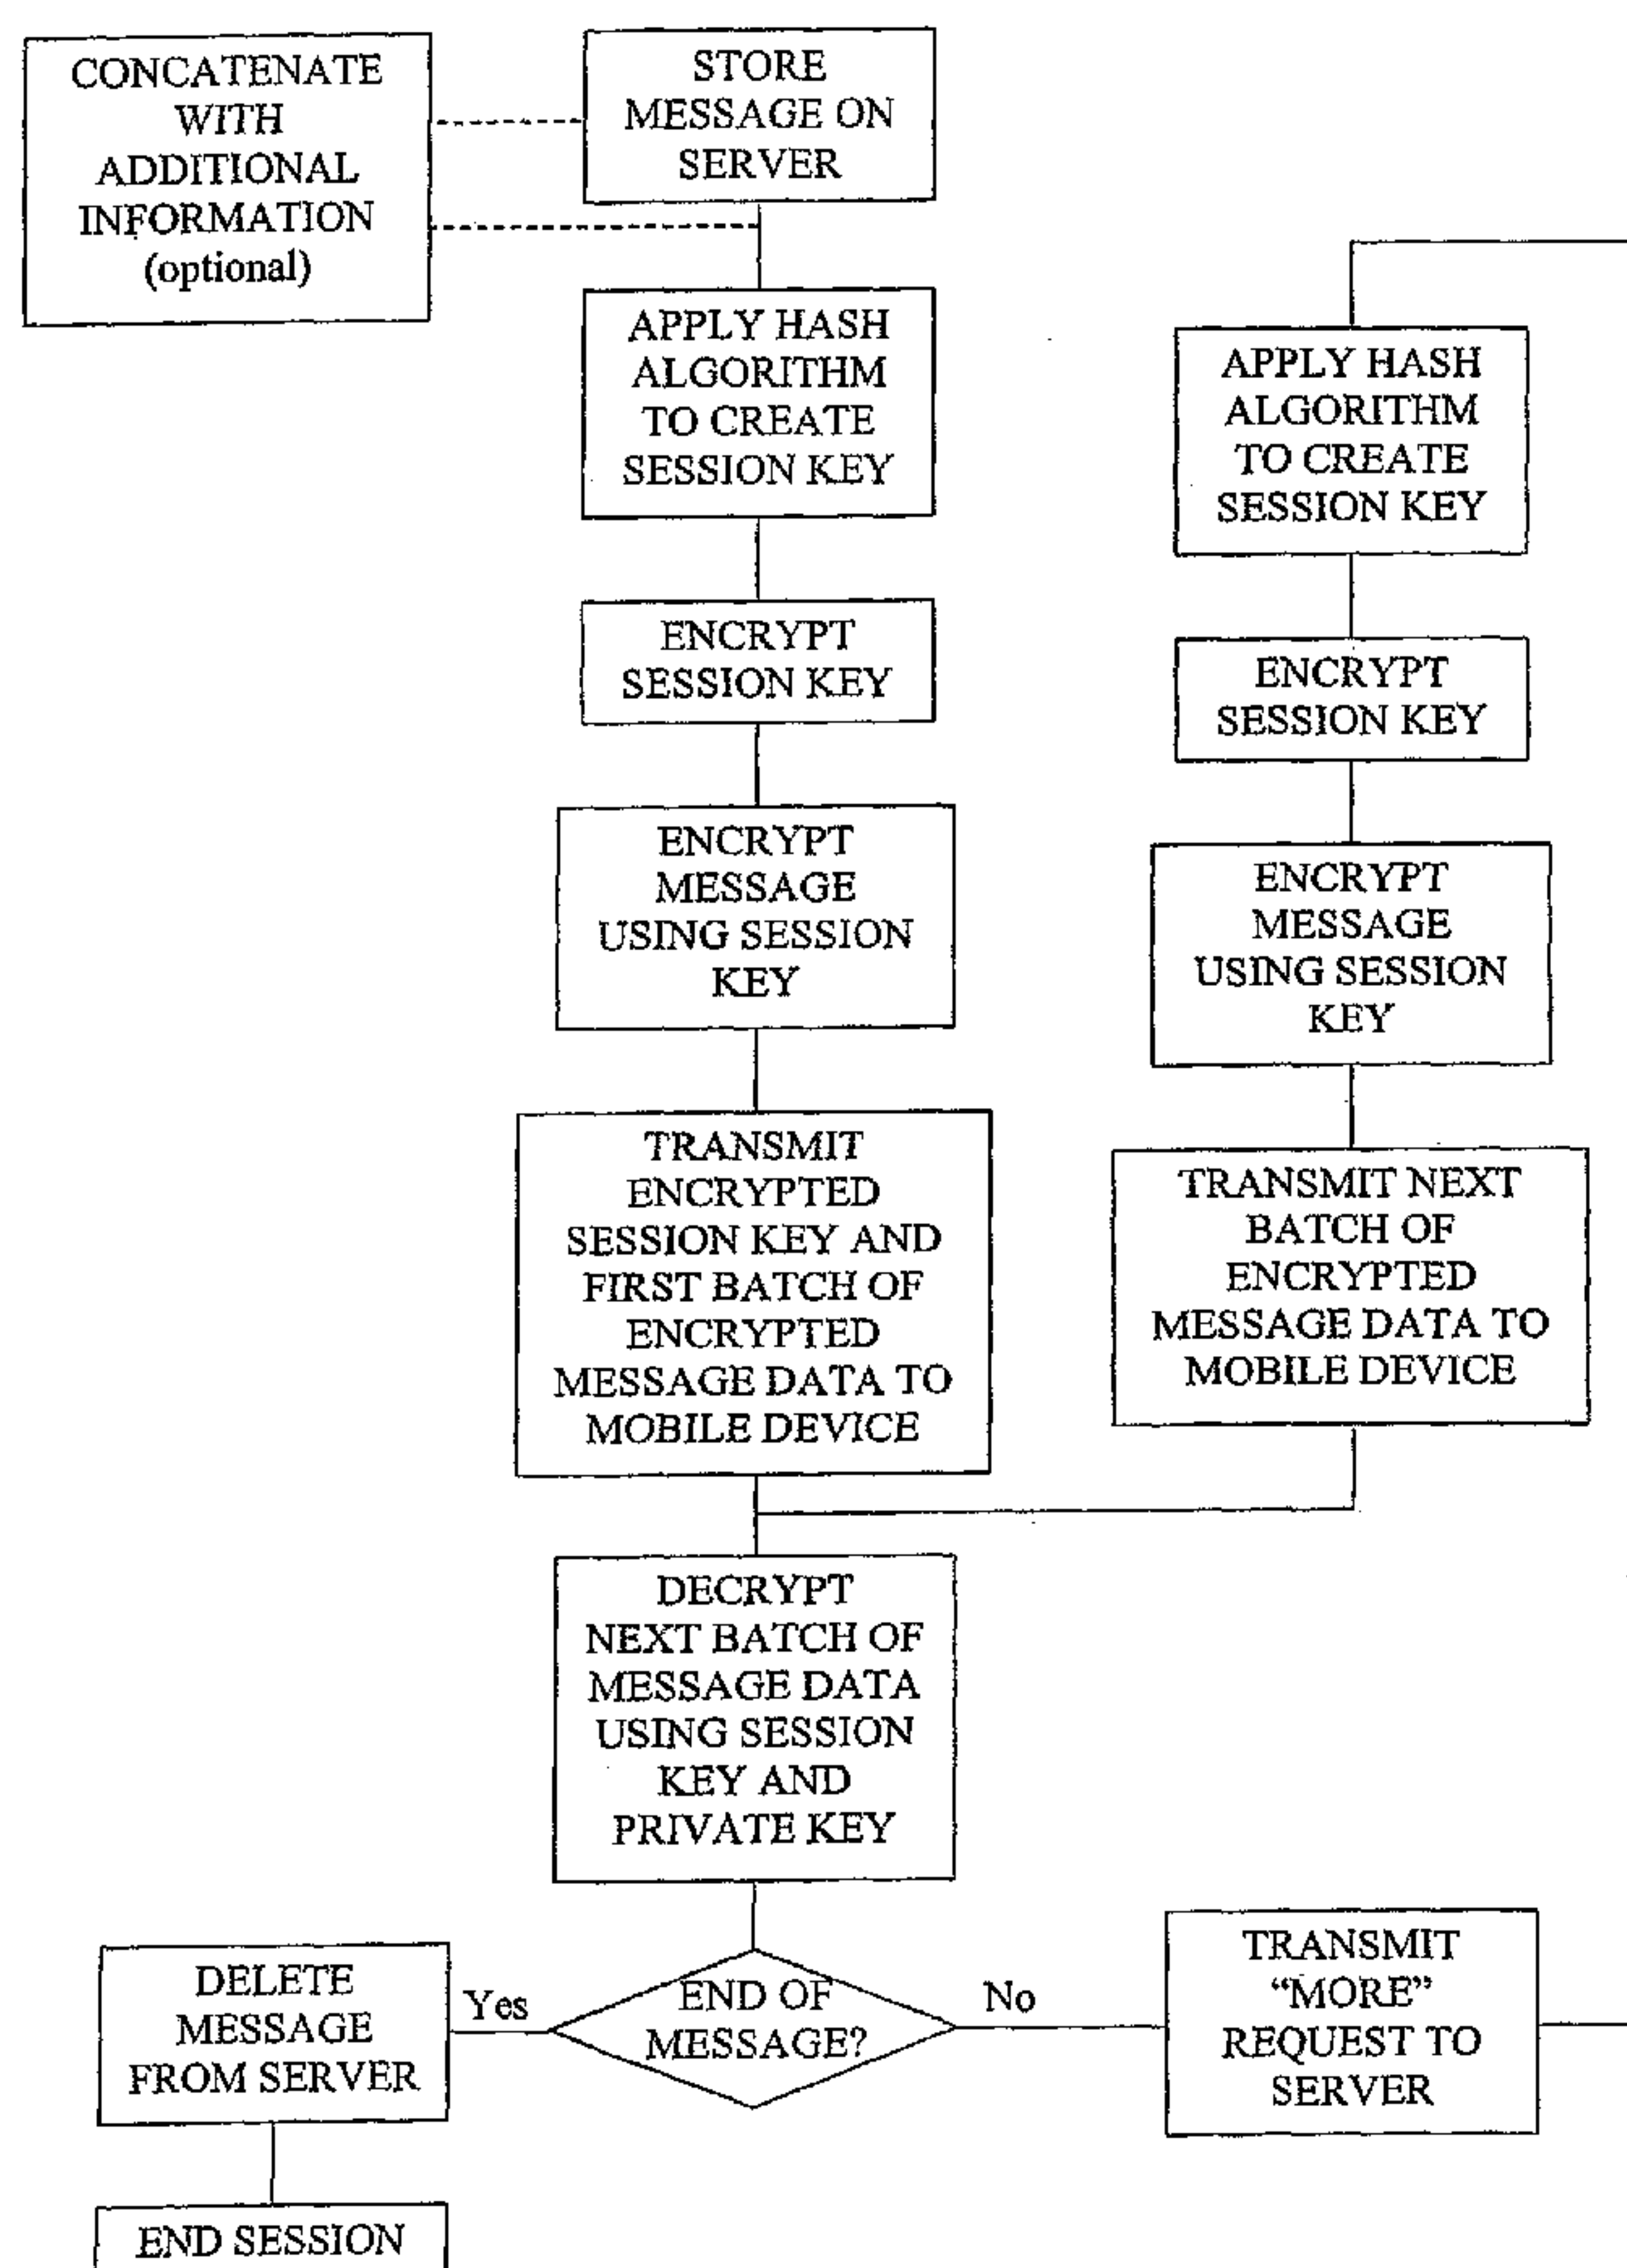 CONCATENATE
WITH
ADDITIONAL
INFORMATION
(optional)
STORE
MESSAGE ON
SERVER
APPLY HASH
ALGORITHM
TO CREATE
SESSION KEY
ENCRYPT
SESSION KEY
ENCRYPT
MESSAGE
USING SESSION
KEY
TRANSMIT
ENCRYPTED
SESSION KEY AND
FIRST BATCH OF
ENCRYPTED
MESSAGE DATA TO
MOBILE DEVICE
APPLY HASH
ALGORITHM
TO CREATE
SESSION KEY
ENCRYPT
SESSION KEY
ENCRYPT
MESSAGE
USING SESSION
KEY
TRANSMIT NEXT
BATCH OF
ENCRYPTED
MESSAGE DATA TO
MOBILE DEVICE
DECRYPT
NEXT BATCH OF
MESSAGE DATA
USING SESSION
KEY AND
PRIVATE KEY
END OF
MESSAGE?
Yes
No
DELETE
MESSAGE
FROM SERVER
TRANSMIT
“MORE”
REQUEST TO
SERVER
END SESSION